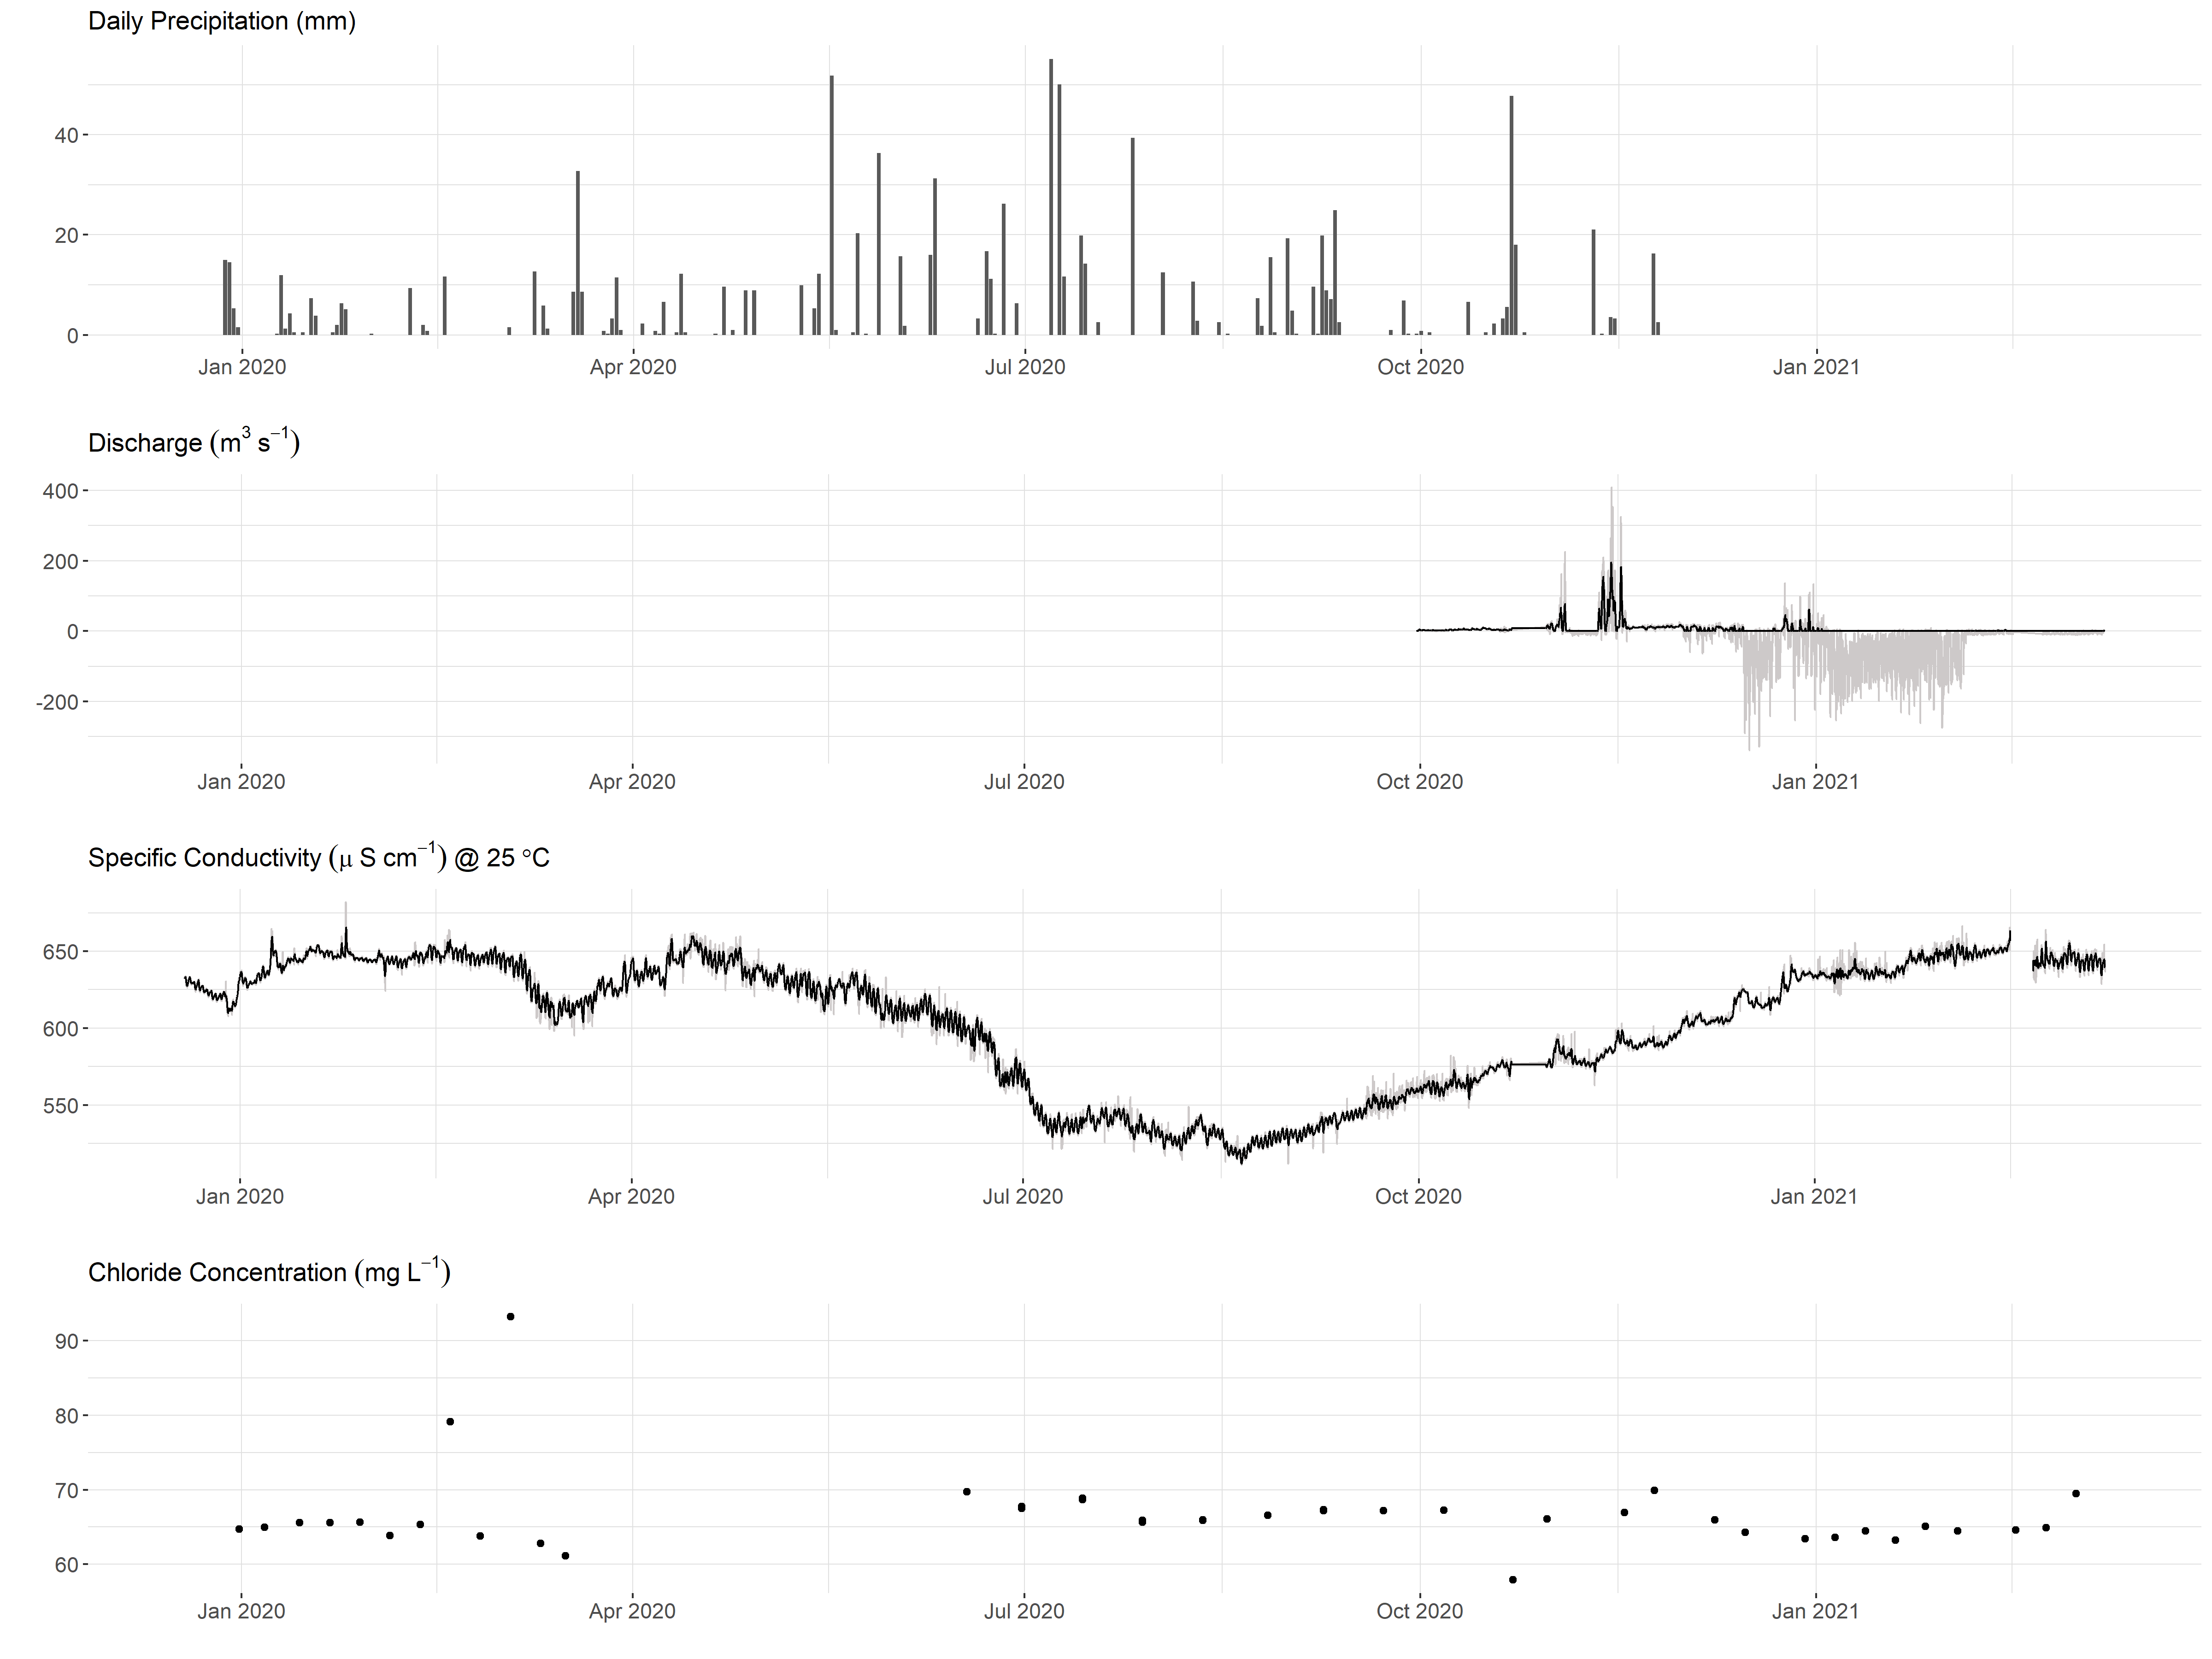 Daily Precipitation (mm)
40
20
0
Jan 2020 Apr 2020 Jul 2020 Oct 2020 Jan 2021
Discharge (m³ s⁻¹)
400
200
0
-200
Jan 2020 Apr 2020 Jul 2020 Oct 2020 Jan 2021
Specific Conductivity (μ S cm⁻¹) @ 25 °C
650
600
550
Jan 2020 Apr 2020 Jul 2020 Oct 2020 Jan 2021
Chloride Concentration (mg L⁻¹)
90
80
70
60
Jan 2020 Apr 2020 Jul 2020 Oct 2020 Jan 2021